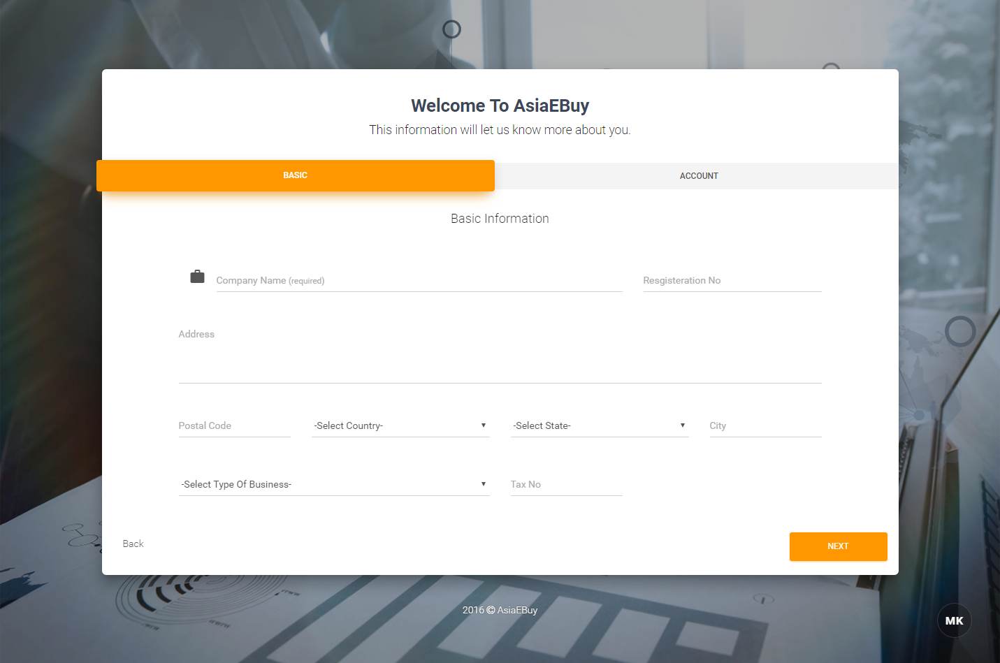 Welcome To AsiaEBuy
This information will let us know more about you.
BASIC
ACCOUNT
Basic Information
Company Name (required)
Resgisteration No
Address
Postal Code
-Select Country-
-Select State-
City
-Select Type Of Business-
Tax No
Back
NEXT
2016 © AsiaEBuy
MK